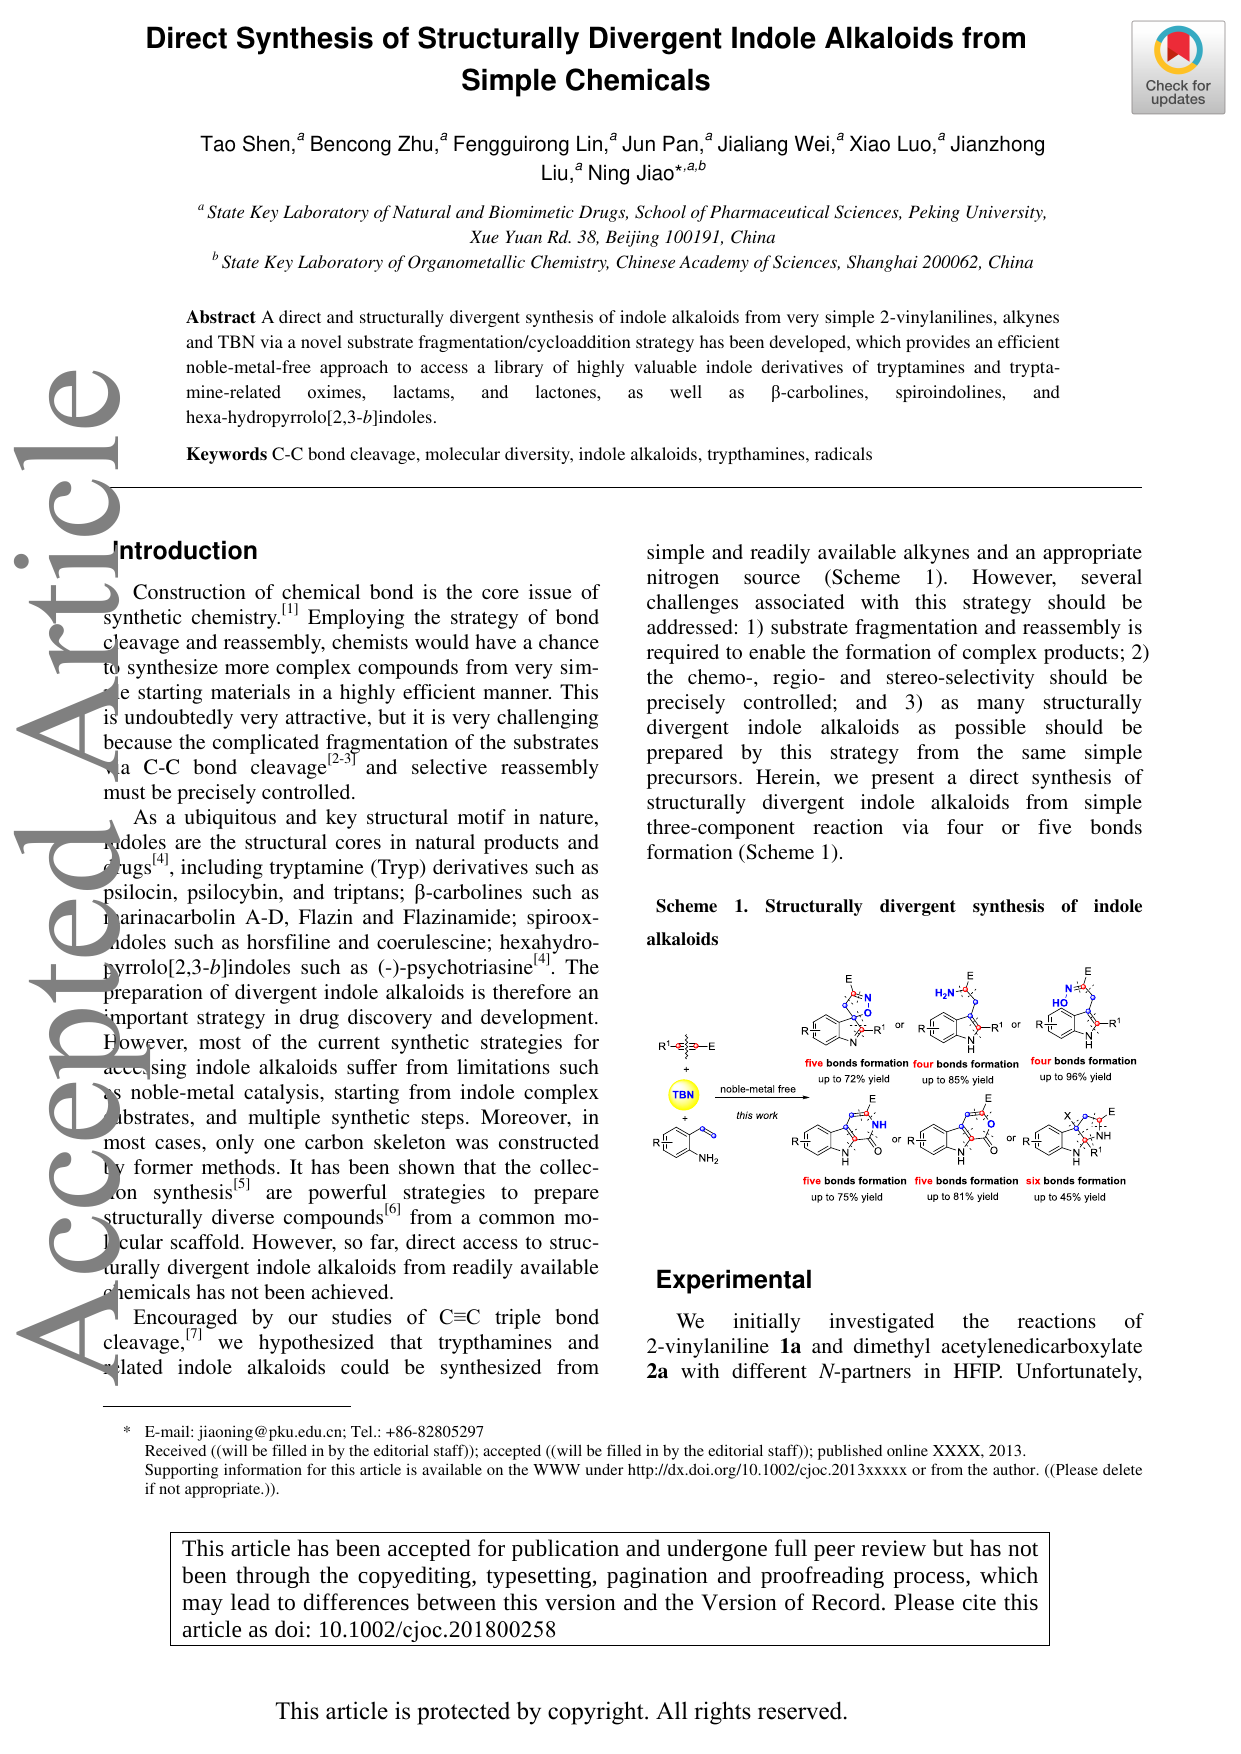 Direct Synthesis of Structurally Divergent Indole Alkaloids from
Simple Chemicals
Check for
updates
Tao Shen,a Bencong Zhu,a Fengguirong Lin,a Jun Pan,a Jialiang Wei,a Xiao Luo,a Jianzhong
Liu,a Ning Jiao*,a,b
a State Key Laboratory of Natural and Biomimetic Drugs, School of Pharmaceutical Sciences, Peking University,
Xue Yuan Rd. 38, Beijing 100191, China
b State Key Laboratory of Organometallic Chemistry, Chinese Academy of Sciences, Shanghai 200062, China
Abstract A direct and structurally divergent synthesis of indole alkaloids from very simple 2-vinylanilines, alkynes
and TBN via a novel substrate fragmentation/cycloaddition strategy has been developed, which provides an efficient
noble-metal-free approach to access a library of highly valuable indole derivatives of tryptamines and trypta-
mine-related oximes, lactams, and lactones, as well as β-carbolines, spiroindolines, and
hexa-hydropyrrolo[2,3-b]indoles.
Keywords C-C bond cleavage, molecular diversity, indole alkaloids, trypthamines, radicals
Accepted Article
Introduction
Construction of chemical bond is the core issue of
synthetic chemistry.[1] Employing the strategy of bond
cleavage and reassembly, chemists would have a chance
to synthesize more complex compounds from very sim-
ple starting materials in a highly efficient manner. This
is undoubtedly very attractive, but it is very challenging
because the complicated fragmentation of the substrates
via C-C bond cleavage[2-3] and selective reassembly
must be precisely controlled.
As a ubiquitous and key structural motif in nature,
indoles are the structural cores in natural products and
drugs[4], including tryptamine (Tryp) derivatives such as
psilocin, psilocybin, and triptans; β-carbolines such as
marinacarbolin A-D, Flazin and Flazinamide; spiroox-
indoles such as horsfiline and coerulescine; hexahydro-
pyrrolo[2,3-b]indoles such as (-)-psychotriasine[4]. The
preparation of divergent indole alkaloids is therefore an
important strategy in drug discovery and development.
However, most of the current synthetic strategies for
accessing indole alkaloids suffer from limitations such
as noble-metal catalysis, starting from indole complex
substrates, and multiple synthetic steps. Moreover, in
most cases, only one carbon skeleton was constructed
by former methods. It has been shown that the collec-
tion synthesis[5] are powerful strategies to prepare
structurally diverse compounds[6] from a common mo-
lecular scaffold. However, so far, direct access to struc-
turally divergent indole alkaloids from readily available
chemicals has not been achieved.
Encouraged by our studies of C≡C triple bond
cleavage,[7] we hypothesized that trypthamines and
related indole alkaloids could be synthesized from
simple and readily available alkynes and an appropriate
nitrogen source (Scheme 1). However, several
challenges associated with this strategy should be
addressed: 1) substrate fragmentation and reassembly is
required to enable the formation of complex products; 2)
the chemo-, regio- and stereo-selectivity should be
precisely controlled; and 3) as many structurally
divergent indole alkaloids as possible should be
prepared by this strategy from the same simple
precursors. Herein, we present a direct synthesis of
structurally divergent indole alkaloids from simple
three-component reaction via four or five bonds
formation (Scheme 1).
Scheme 1. Structurally divergent synthesis of indole
alkaloids
E N O R N R1 or H2N E R N H R1 or E N HO R N H R1
five bonds formation four bonds formation four bonds formation
up to 72% yield up to 85% yield up to 96% yield
R1 E
+
TBN
+
R NH2
noble-metal free
this work
E NH R N H O or E O R N H O or X E NH R N H R1
five bonds formation five bonds formation six bonds formation
up to 75% yield up to 81% yield up to 45% yield
Experimental
We initially investigated the reactions of
2-vinylaniline 1a and dimethyl acetylenedicarboxylate
2a with different N-partners in HFIP. Unfortunately,
* E-mail: jiaoning@pku.edu.cn; Tel.: +86-82805297
Received ((will be filled in by the editorial staff)); accepted ((will be filled in by the editorial staff)); published online XXXX, 2013.
Supporting information for this article is available on the WWW under http://dx.doi.org/10.1002/cjoc.2013xxxxx or from the author. ((Please delete
if not appropriate.)).
This article has been accepted for publication and undergone full peer review but has not
been through the copyediting, typesetting, pagination and proofreading process, which
may lead to differences between this version and the Version of Record. Please cite this
article as doi: 10.1002/cjoc.201800258
This article is protected by copyright. All rights reserved.